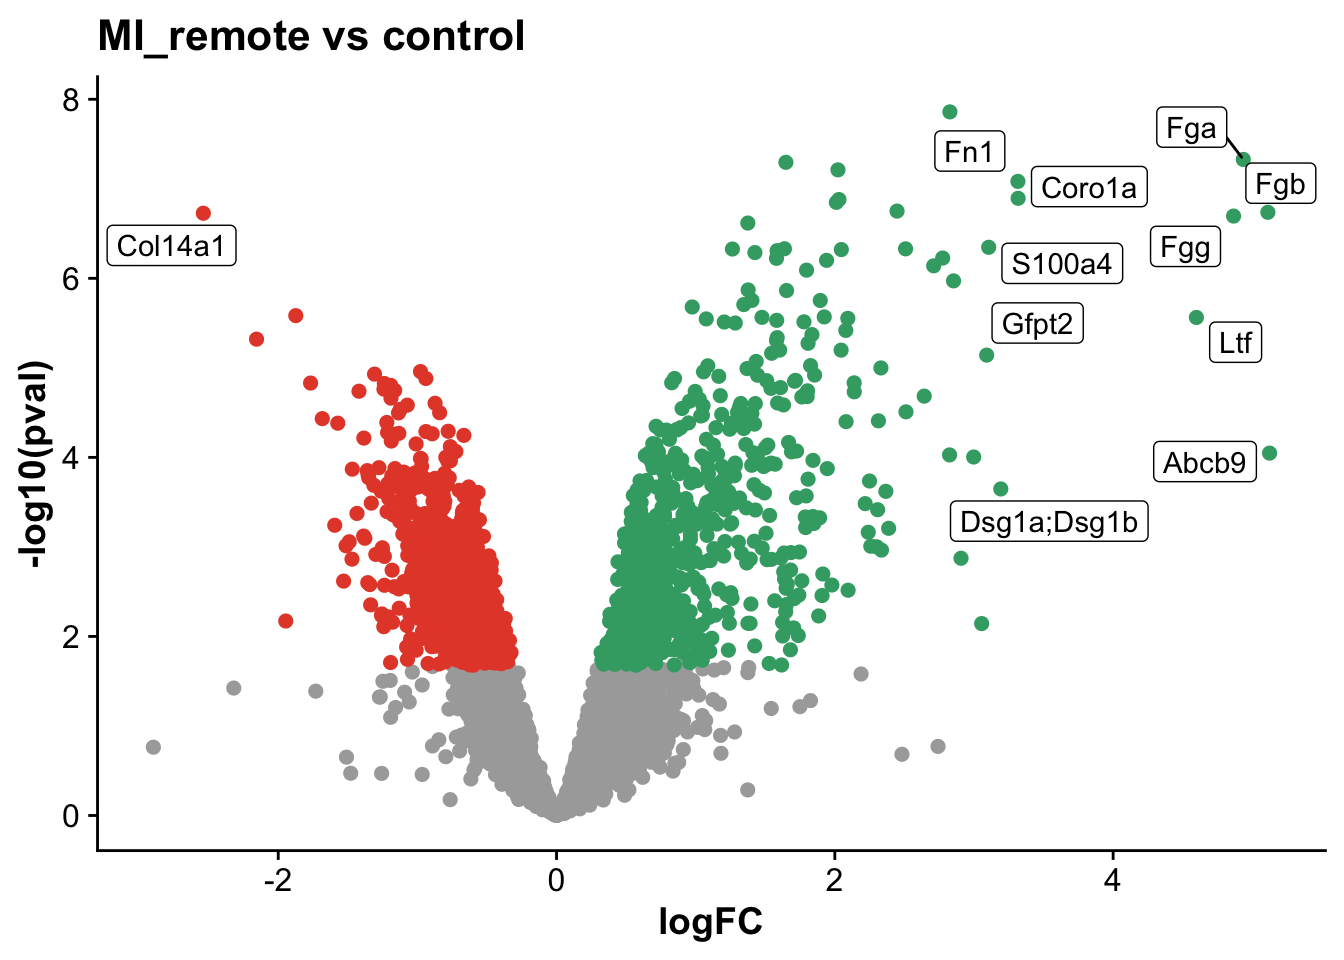 MI_remote vs control
8
6
4
2
0
-log10(pval)
Fga
Fn1
Fgb
Coro1a
Col14a1
Fgg
S100a4
Gfpt2
Ltf
Abcb9
Dsg1a;Dsg1b
-2
0
2
4
logFC